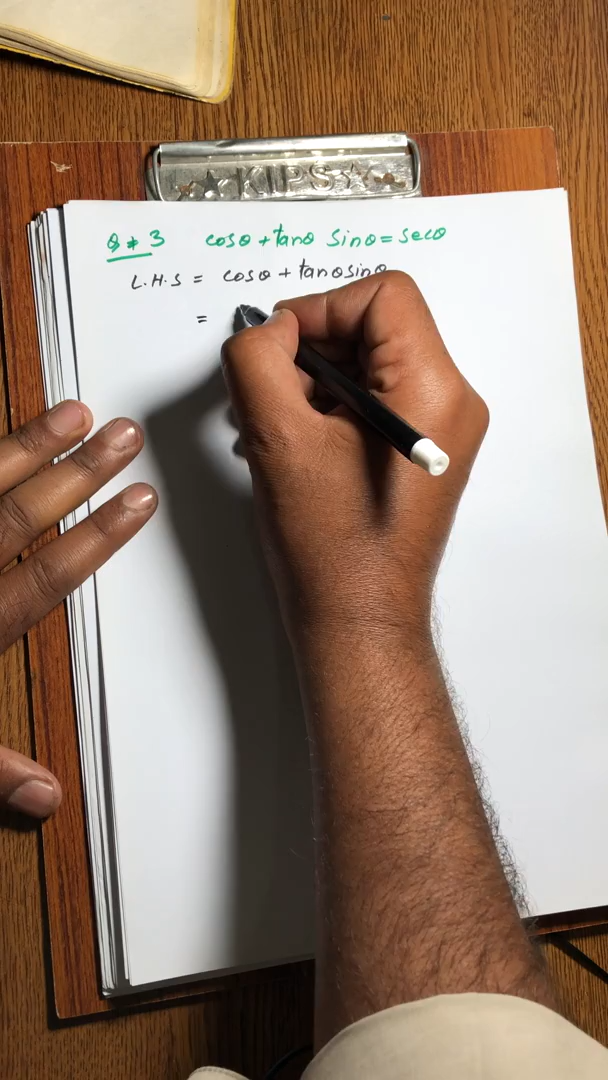 KIPS
Q * 3 cosθ + tanθ sinθ = secθ
L.H.S = cosθ + tanθ sinθ
=